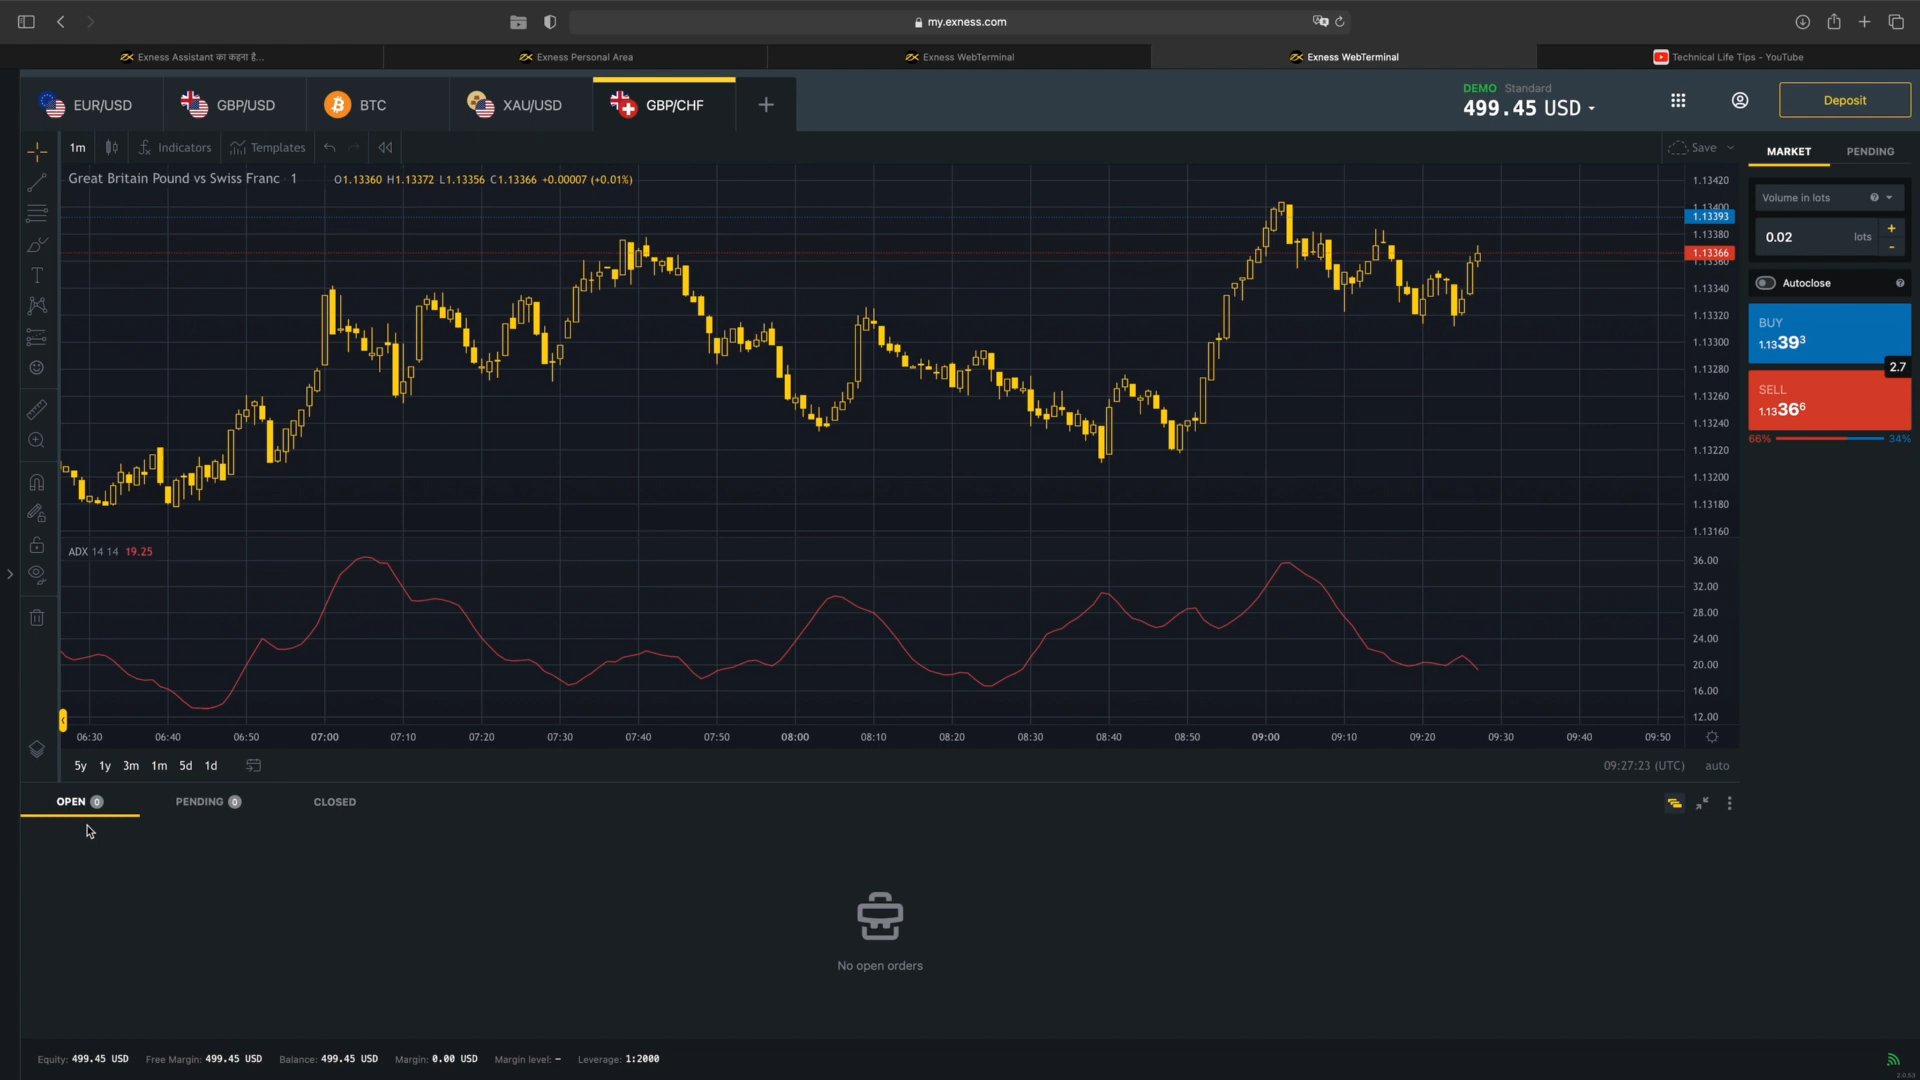 my.exness.com
Exness Assistant का कहना है...
Exness Personal Area
Exness WebTerminal
Exness WebTerminal
Technical Life Tips - YouTube
EUR/USD
GBP/USD
BTC
XAU/USD
GBP/CHF
DEMO Standard
499.45 USD
Deposit
1m
Indicators
Templates
Save
MARKET
PENDING
Great Britain Pound vs Swiss Franc · 1
O1.13360 H1.13372 L1.13356 C1.13366 +0.00007 (+0.01%)
1.13420
1.13400
1.13393
1.13380
1.13366
1.13360
1.13340
1.13320
1.13300
1.13280
1.13260
1.13240
1.13220
1.13200
1.13180
1.13160
Volume in lots
0.02 lots + -
Autoclose
BUY
1.13393
2.7
SELL
1.13366
66% 34%
ADX 14 14 19.25
36.00
32.00
28.00
24.00
20.00
16.00
12.00
06:30 06:40 06:50 07:00 07:10 07:20 07:30 07:40 07:50 08:00 08:10 08:20 08:30 08:40 08:50 09:00 09:10 09:20 09:30 09:40 09:50
5y 1y 3m 1m 5d 1d
09:27:23 (UTC) auto
OPEN 0
PENDING 0
CLOSED
No open orders
Equity: 499.45 USD Free Margin: 499.45 USD Balance: 499.45 USD Margin: 0.00 USD Margin level: – Leverage: 1:2000
2.0.53